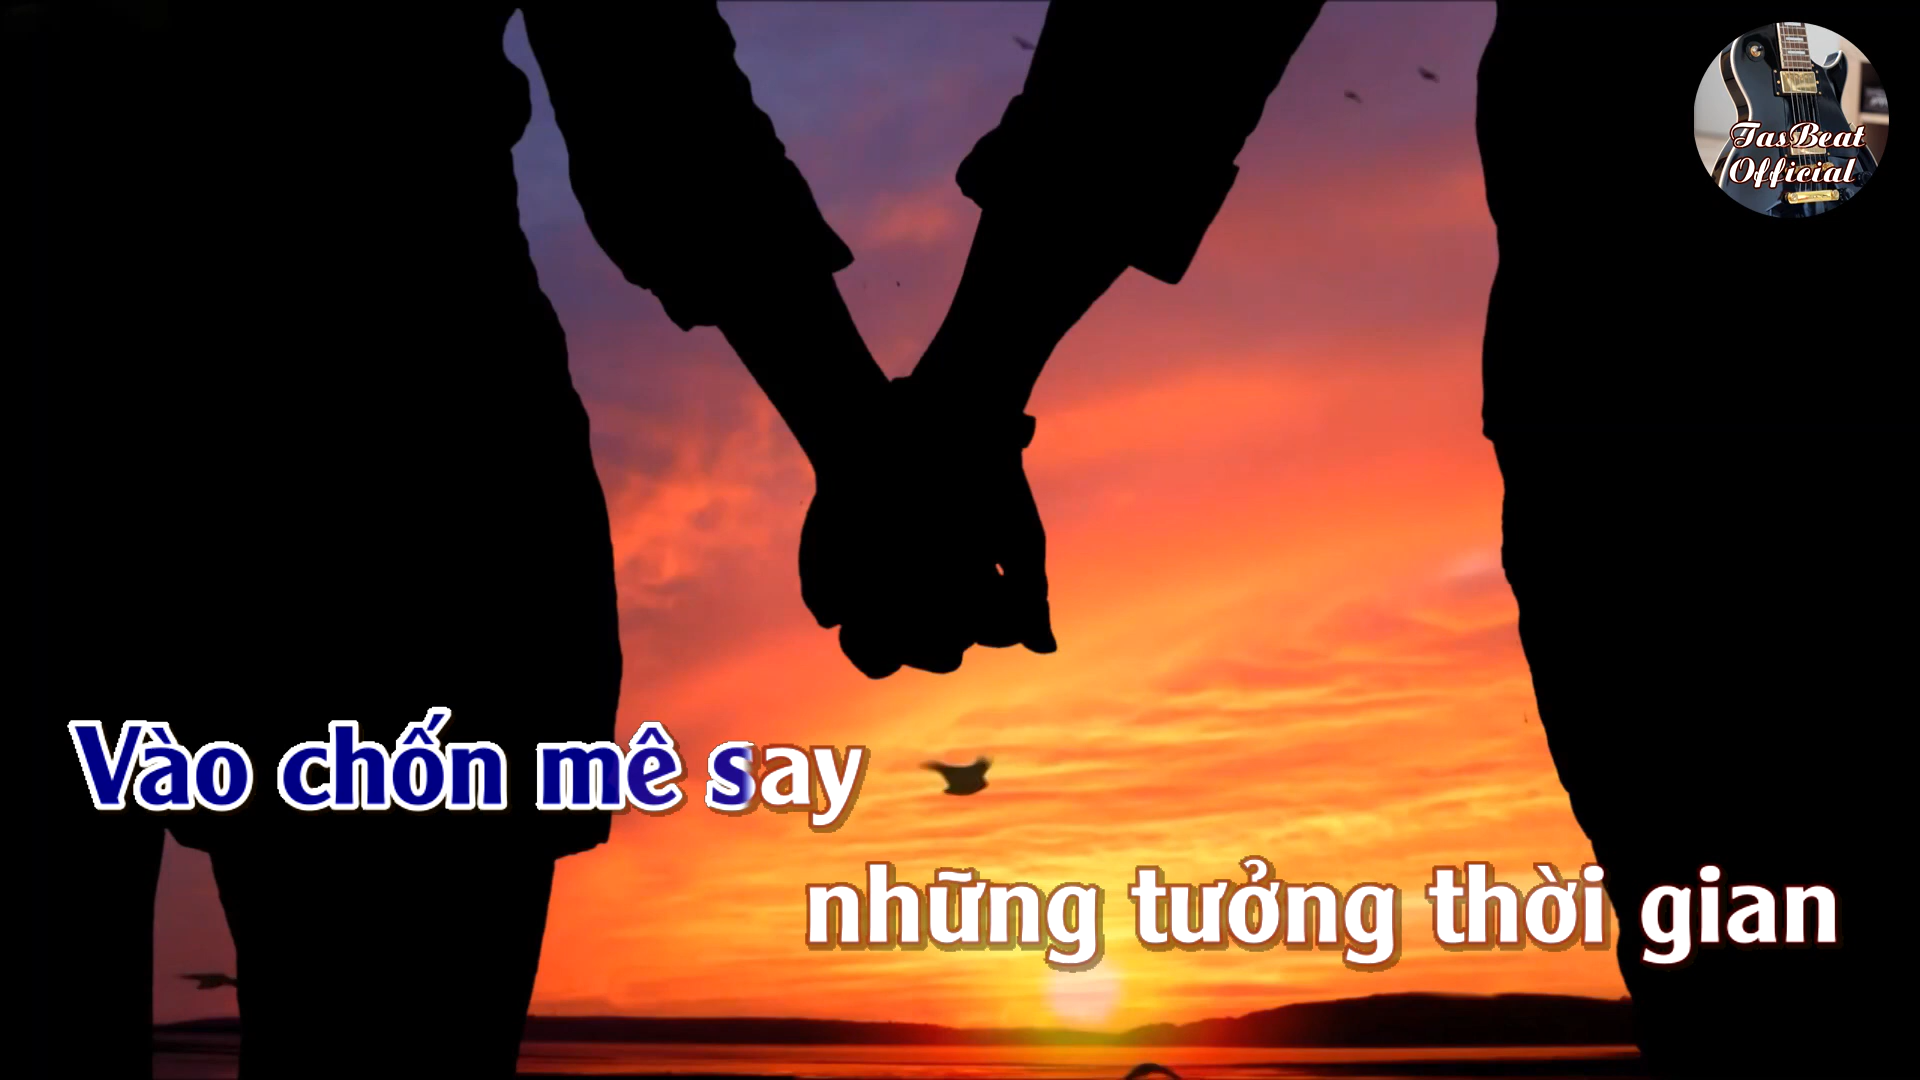 TasBeat
Official
Vào chốn mê say
những tưởng thời gian